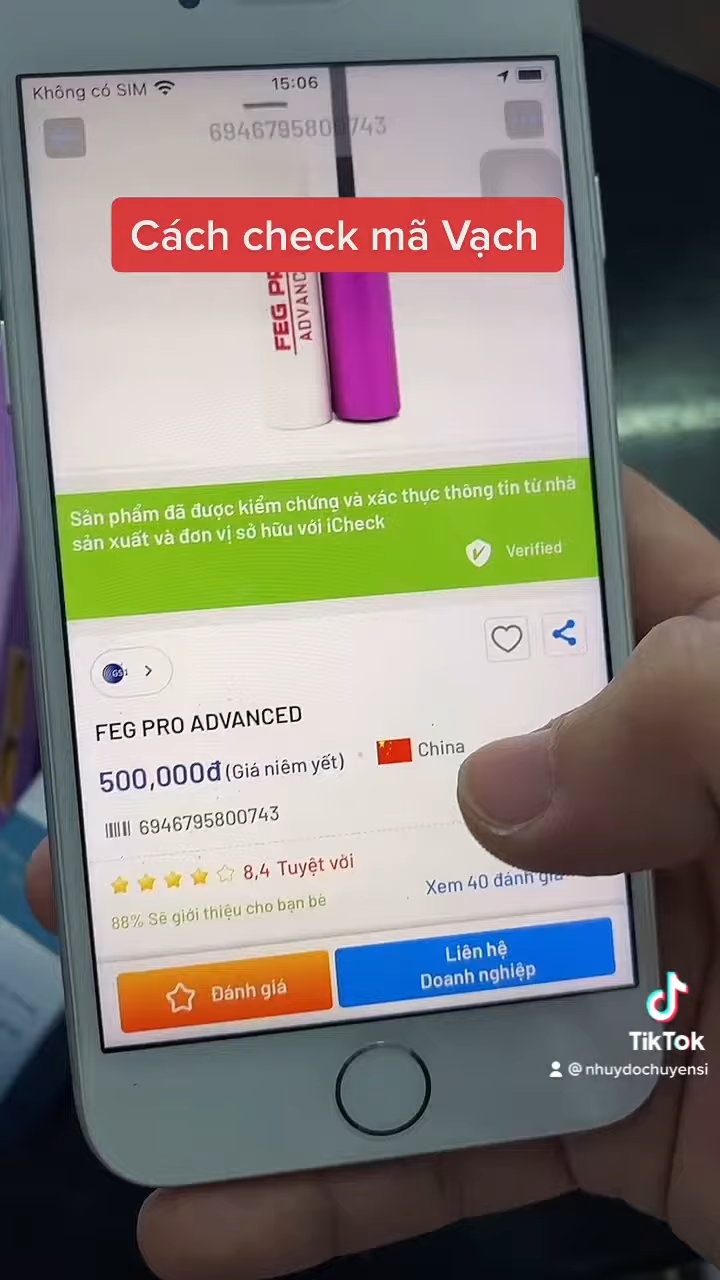 Không có SIM
15:06
6946795800743
Cách check mã Vạch
FEG PR
ADVANC
Sản phẩm đã được kiểm chứng và xác thực thông tin từ nhà
sản xuất và đơn vị sở hữu với iCheck
Verified
GS1
FEG PRO ADVANCED
500,000đ (Giá niêm yết)
China
6946795800743
8,4 Tuyệt vời
Xem 40 đánh giá
88% Sẽ giới thiệu cho bạn bè
Đánh giá
Liên hệ
Doanh nghiệp
TikTok
@nhuydochuyensi